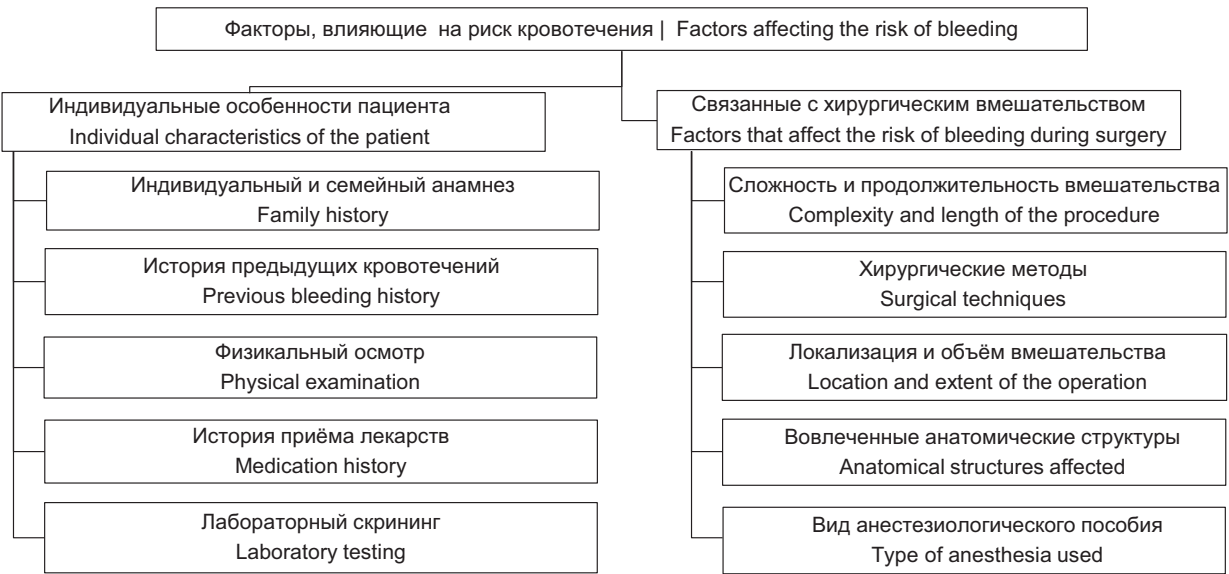 Факторы, влияющие на риск кровотечения | Factors affecting the risk of bleeding
Индивидуальные особенности пациента
Individual characteristics of the patient
Индивидуальный и семейный анамнез
Family history
История предыдущих кровотечений
Previous bleeding history
Физикальный осмотр
Physical examination
История приёма лекарств
Medication history
Лабораторный скрининг
Laboratory testing
Связанные с хирургическим вмешательством
Factors that affect the risk of bleeding during surgery
Сложность и продолжительность вмешательства
Complexity and length of the procedure
Хирургические методы
Surgical techniques
Локализация и объём вмешательства
Location and extent of the operation
Вовлеченные анатомические структуры
Anatomical structures affected
Вид анестезиологического пособия
Type of anesthesia used